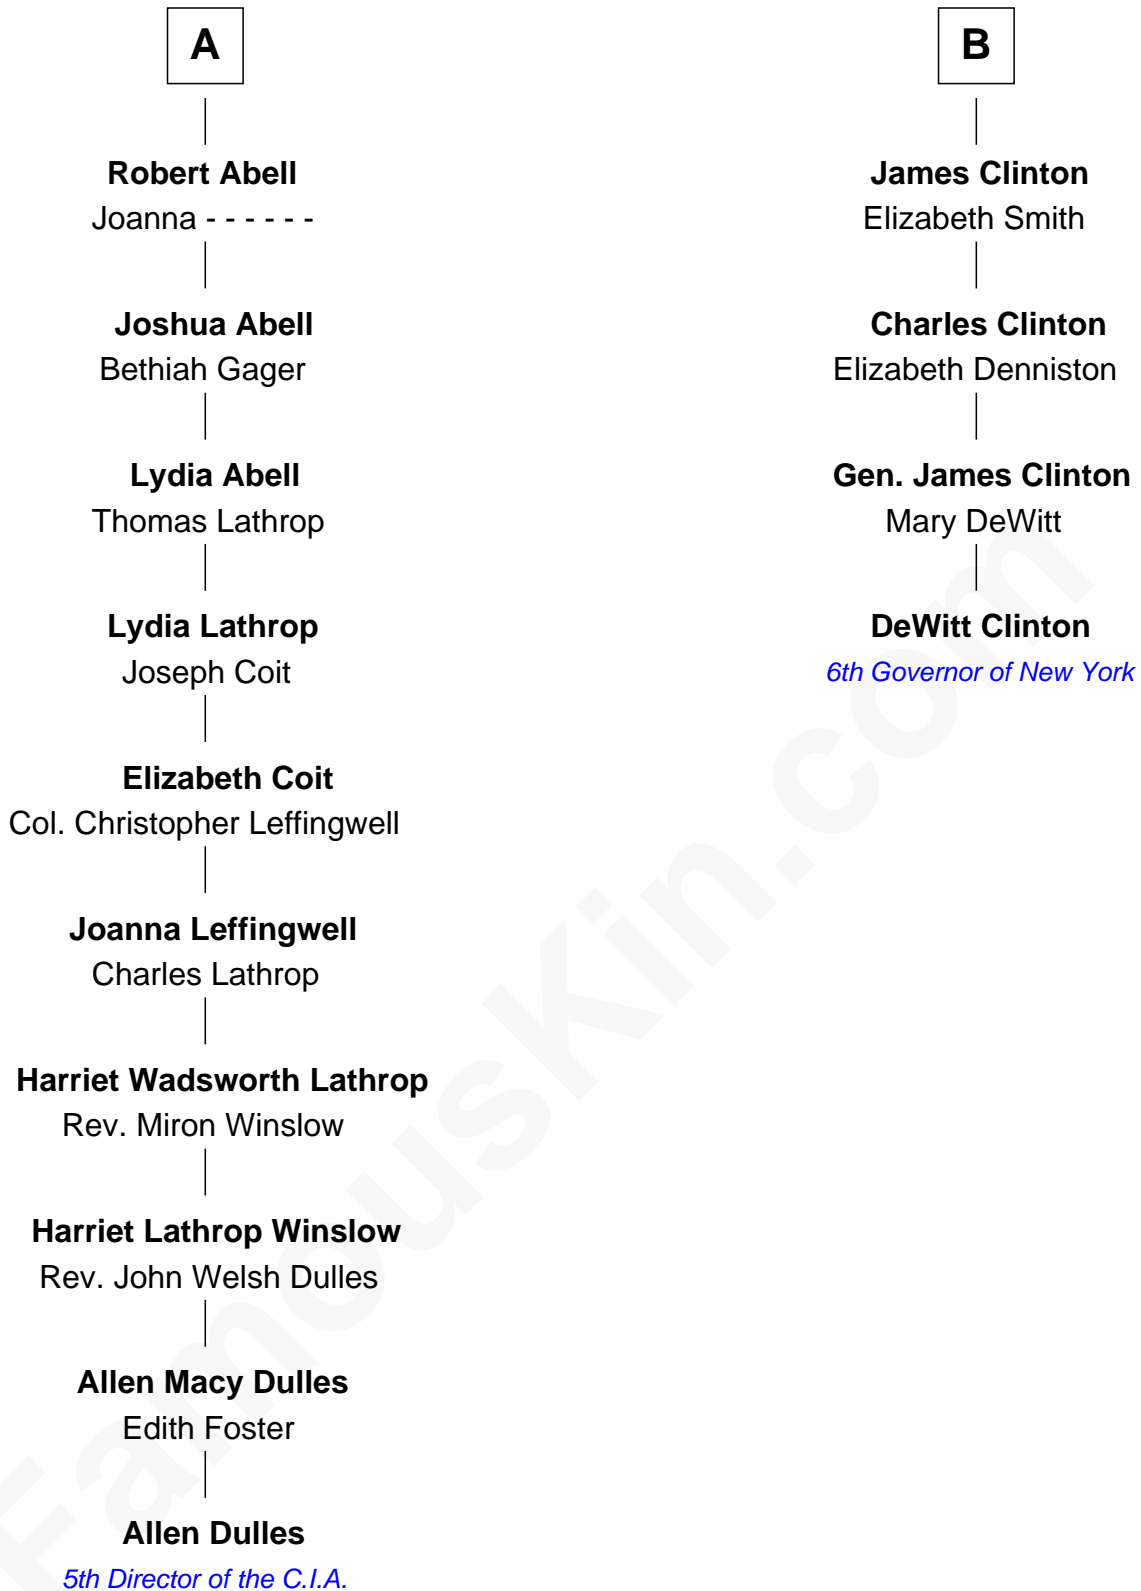 A
Robert Abell
Joanna - - - - - -
Joshua Abell
Bethiah Gager
Lydia Abell
Thomas Lathrop
Lydia Lathrop
Joseph Coit
Elizabeth Coit
Col. Christopher Leffingwell
Joanna Leffingwell
Charles Lathrop
Harriet Wadsworth Lathrop
Rev. Miron Winslow
Harriet Lathrop Winslow
Rev. John Welsh Dulles
Allen Macy Dulles
Edith Foster
Allen Dulles
5th Director of the C.I.A.
B
James Clinton
Elizabeth Smith
Charles Clinton
Elizabeth Denniston
Gen. James Clinton
Mary DeWitt
DeWitt Clinton
6th Governor of New York
FamousKin.com